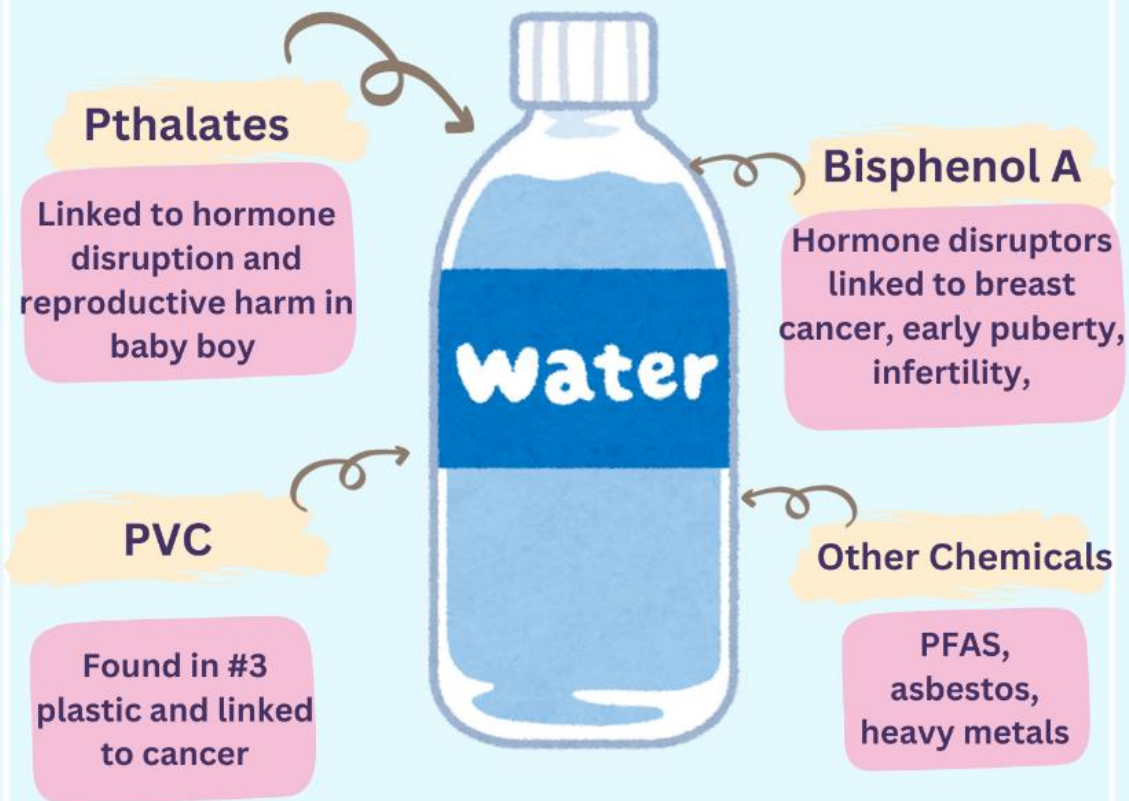 Pthalates
Linked to hormone
disruption and
reproductive harm in
baby boy
Bisphenol A
Hormone disruptors
linked to breast
cancer, early puberty,
infertility,
Water
PVC
Found in #3
plastic and linked
to cancer
Other Chemicals
PFAS,
asbestos,
heavy metals